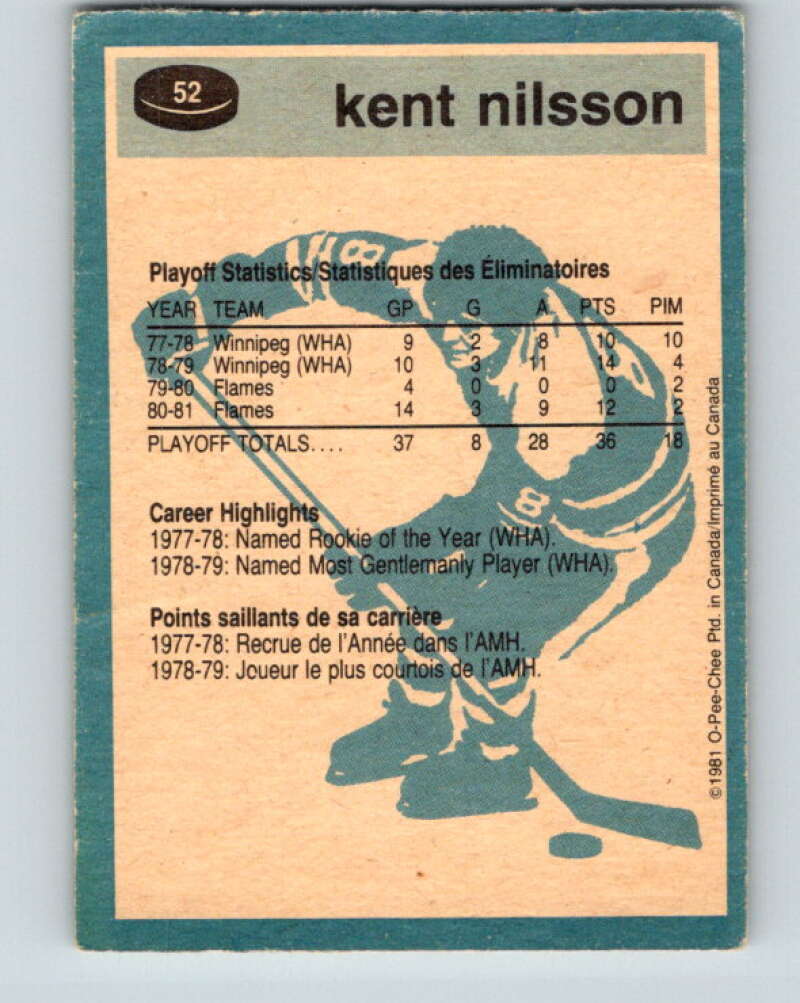 52
kent nilsson
Playoff Statistics/Statistiques des Éliminatoires
YEAR TEAM GP G A PTS PIM
77-78 Winnipeg (WHA) 9 2 8 10 10
78-79 Winnipeg (WHA) 10 3 11 14 4
79-80 Flames 4 0 0 0 2
80-81 Flames 14 3 9 12 2
PLAYOFF TOTALS.... 37 8 28 36 18
Career Highlights
1977-78: Named Rookie of the Year (WHA).
1978-79: Named Most Gentlemanly Player (WHA).
Points saillants de sa carrière
1977-78: Recrue de l'Année dans l'AMH.
1978-79: Joueur le plus courtois de l'AMH.
©1981 O-Pee-Chee Ptd. in Canada/Imprimé au Canada
8
8
8